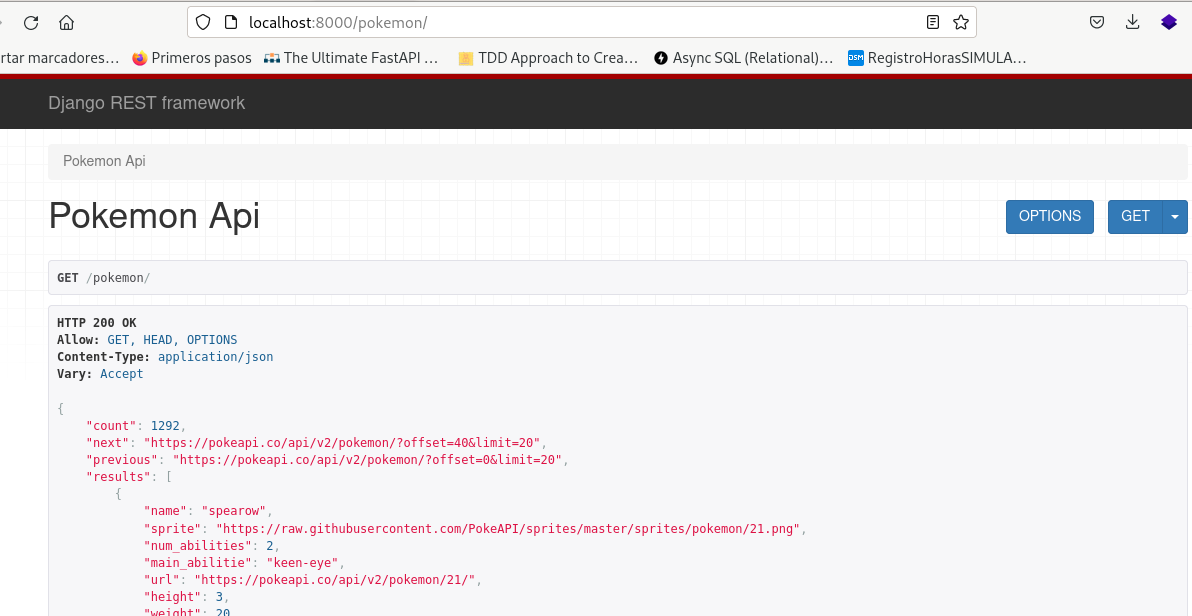 localhost:8000/pokemon/
rtar marcadores… Primeros pasos The Ultimate FastAPI … TDD Approach to Crea… Async SQL (Relational)… JSM RegistroHorasSIMULA…
Django REST framework
Pokemon Api
Pokemon Api OPTIONS GET
GET /pokemon/
HTTP 200 OK
Allow: GET, HEAD, OPTIONS
Content-Type: application/json
Vary: Accept
{
"count": 1292,
"next": "https://pokeapi.co/api/v2/pokemon/?offset=40&limit=20",
"previous": "https://pokeapi.co/api/v2/pokemon/?offset=0&limit=20",
"results": [
{
"name": "spearow",
"sprite": "https://raw.githubusercontent.com/PokeAPI/sprites/master/sprites/pokemon/21.png",
"num_abilities": 2,
"main_abilitie": "keen-eye",
"url": "https://pokeapi.co/api/v2/pokemon/21/",
"height": 3,
"weight": 20